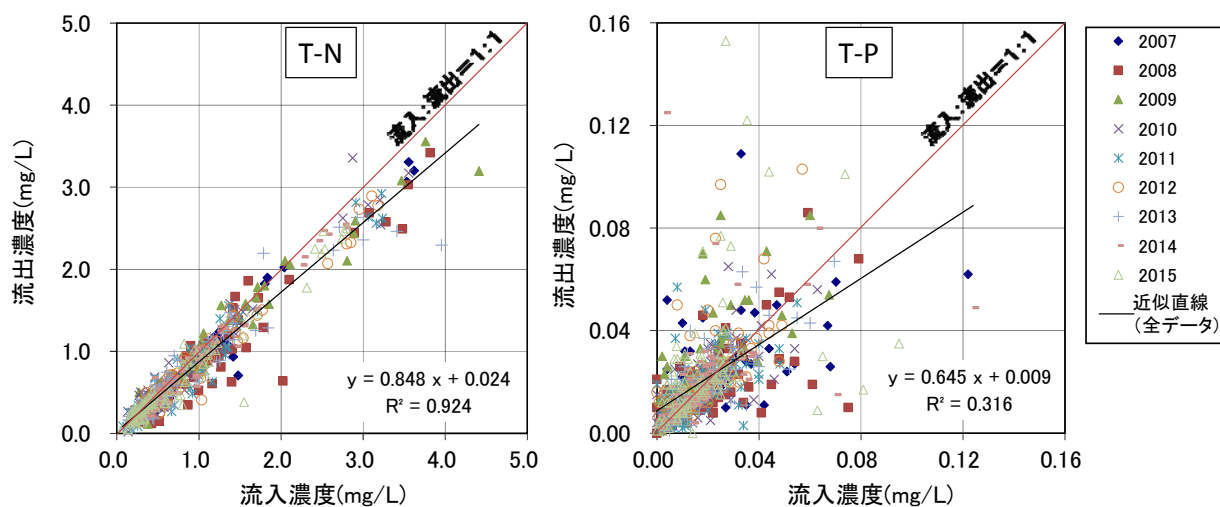 T-N
流出濃度(mg/L)
5.0
4.0
3.0
2.0
1.0
0.0
0.0 1.0 2.0 3.0 4.0 5.0
流入濃度(mg/L)
流入:流出=1:1
y = 0.848 x + 0.024
R² = 0.924
T-P
流出濃度(mg/L)
0.16
0.12
0.08
0.04
0.00
0.00 0.04 0.08 0.12 0.16
流入濃度(mg/L)
流入:流出=1:1
y = 0.645 x + 0.009
R² = 0.316
2007
2008
2009
2010
2011
2012
2013
2014
2015
近似直線
(全データ)